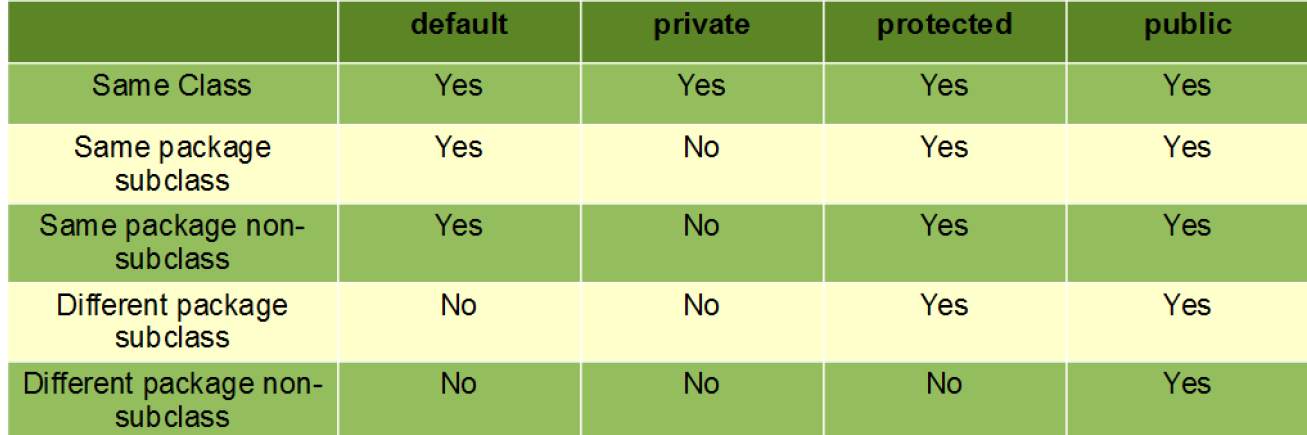 default private protected public
Same Class Yes Yes Yes Yes
Same package Yes No Yes Yes
subclass
Same package non- Yes No Yes Yes
subclass
Different package No No Yes Yes
subclass
Different package non- No No No Yes
subclass